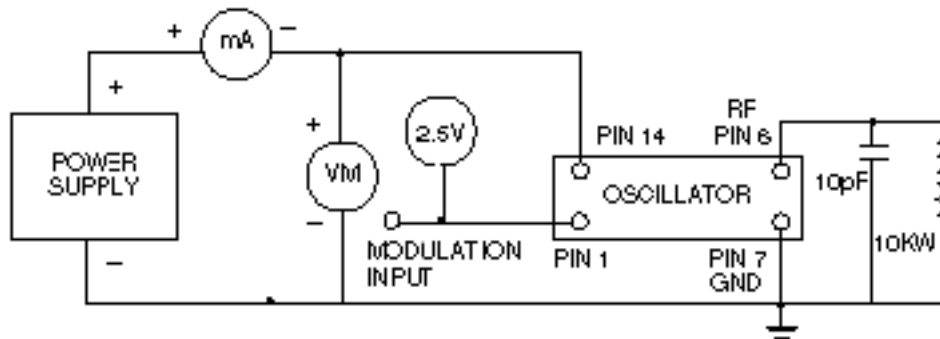 +
mA
−
+
POWER
SUPPLY
−
+
VM
−
2.5V
MODULATION
INPUT
PIN 14
RF
PIN 6
OSCILLATOR
PIN 1
PIN 7
GND
10pF
10KW